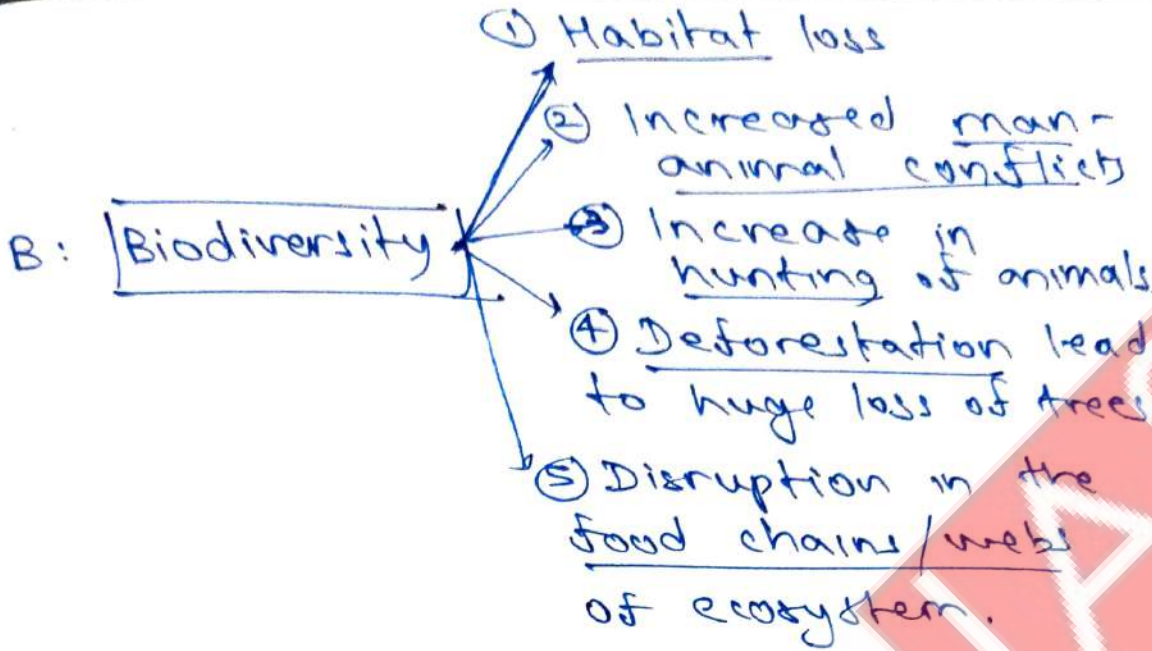 ① Habitat loss
② Increased man-
animal conflicts
B: Biodiversity
③ Increase in
hunting of animals
④ Deforestation lead
to huge loss of trees
⑤ Disruption in the
food chains/webs
of ecosystem.